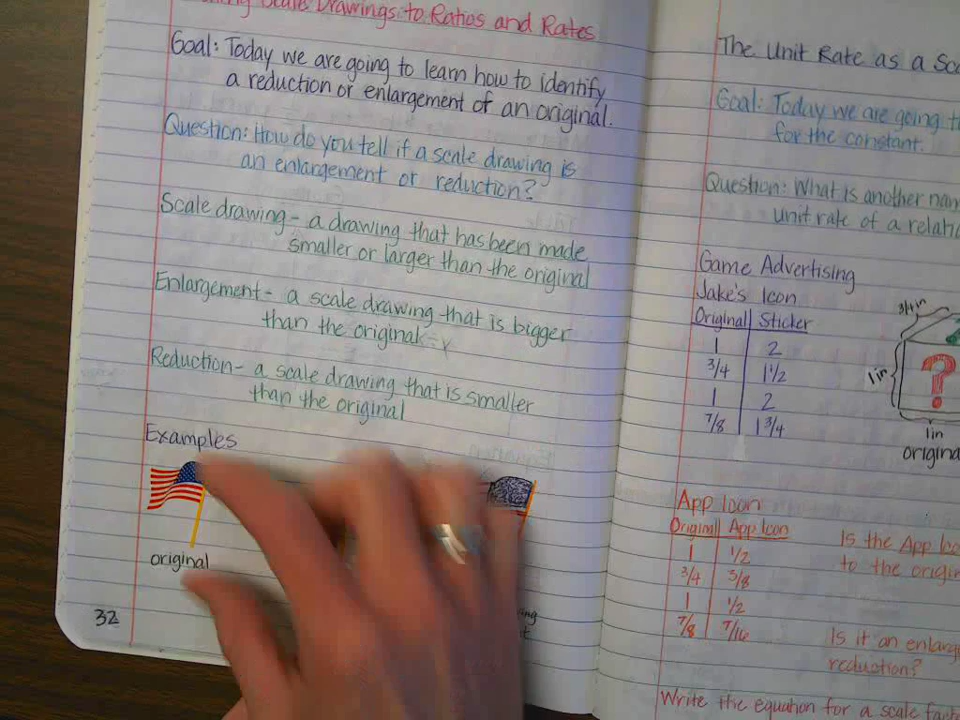 Scale Drawings to Ratios and Rates
Goal: Today we are going to learn how to identify
a reduction or enlargement of an original.
Question: How do you tell if a scale drawing is
an enlargement or reduction?
Scale drawing - a drawing that has been made
smaller or larger than the original
Enlargement - a scale drawing that is bigger
than the original
Reduction - a scale drawing that is smaller
than the original
Examples
original
32
The Unit Rate as a
Goal: Today we are going
for the constant.
Question: What is another
unit rate of a
Game Advertising
Jake's Icon
Original Sticker
1 2
3/4 1 1/2
1 2
7/8 1 3/4
3/4 in
1in
?
1in
original
App Icon
Original App Icon
1 1/2
3/4 3/8
1 1/2
7/8 7/16
Is the App
to the
Is it an
reduction?
Write the equation for a scale